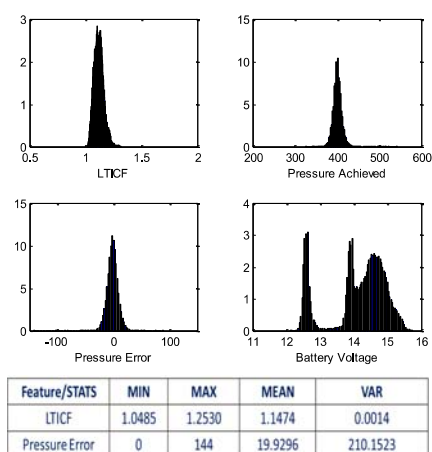 3
2
1
0
0.5 1 1.5 2
LTICF
15
10
5
0
200 300 400 500 600
Pressure Achieved
15
10
5
0
-100 0 100
Pressure Error
4
3
2
1
0
11 12 13 14 15 16
Battery Voltage
Feature/STATS MIN MAX MEAN VAR
LTICF 1.0485 1.2530 1.1474 0.0014
Pressure Error 0 144 19.9296 210.1523